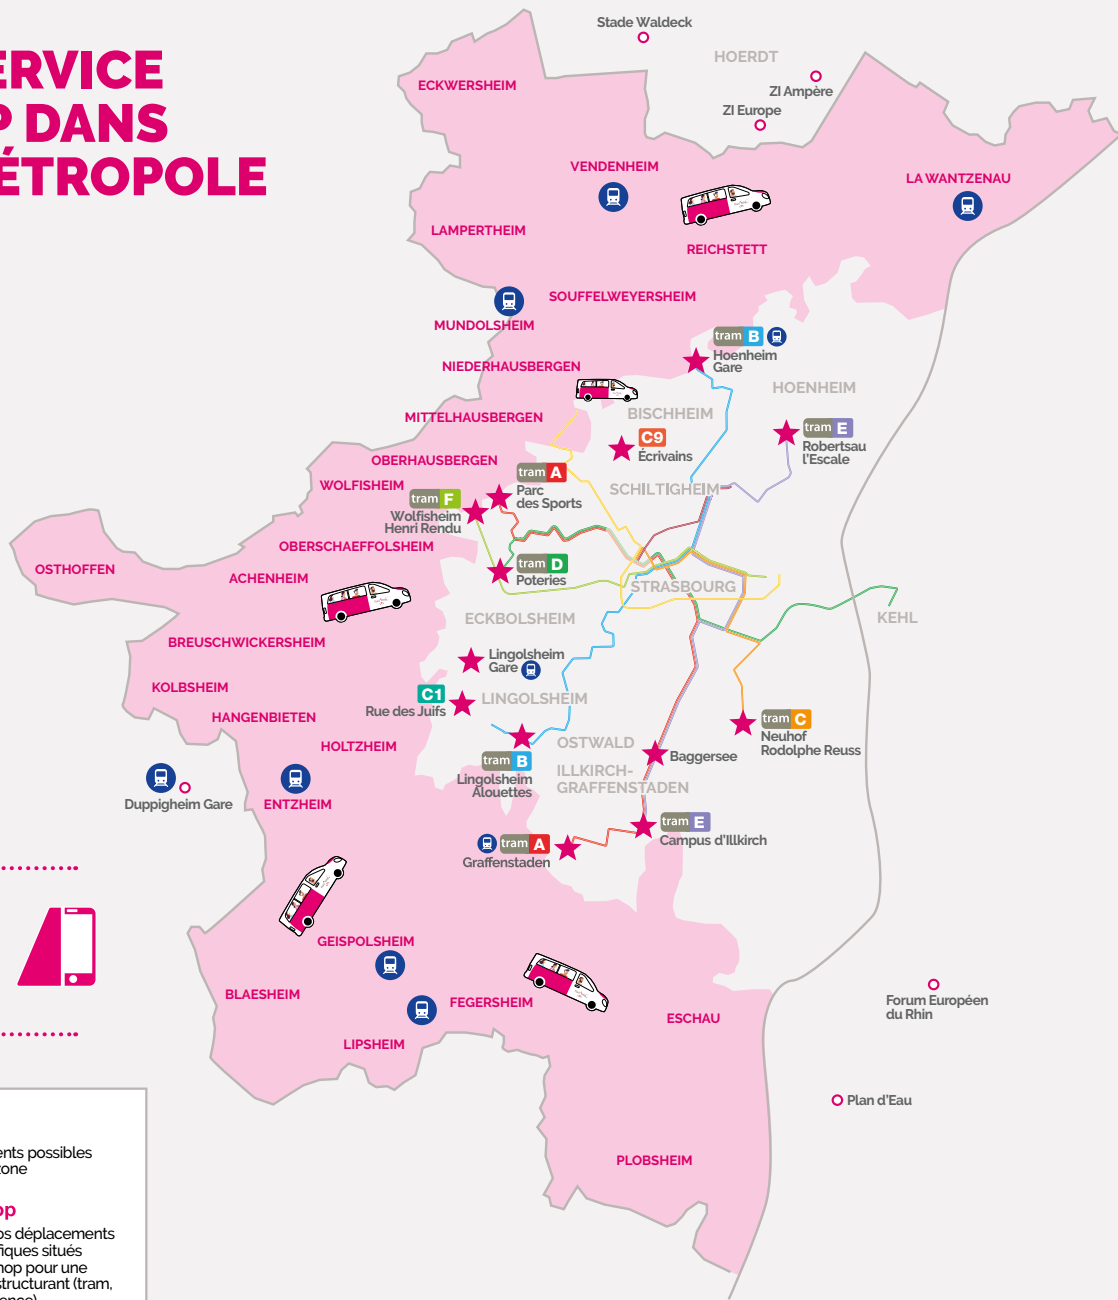 ERVICE
P DANS
ÉTROPOLE
Stade Waldeck
HOERDT
ZI Ampère
ZI Europe
ECKWERSHEIM
VENDENHEIM
LA WANTZENAU
LAMPERTHEIM
REICHSTETT
SOUFFELWEYERSHEIM
MUNDOLSHEIM
tram B
Hoenheim
Gare
NIEDERHAUSBERGEN
HOENHEIM
MITTELHAUSBERGEN
BISCHHEIM
C9
Écrivains
tram E
Robertsau
l'Escale
OBERHAUSBERGEN
tram A
Parc
des Sports
WOLFISHEIM
SCHILTIGHEIM
tram F
Wolfisheim
Henri Rendu
OBERSCHAEFFOLSHEIM
OSTHOFFEN
ACHENHEIM
tram D
Poteries
STRASBOURG
ECKBOLSHEIM
KEHL
BREUSCHWICKERSHEIM
Lingolsheim
Gare
KOLBSHEIM
C1
Rue des Juifs
LINGOLSHEIM
HANGENBIETEN
tram C
Neuhof
Rodolphe Reuss
HOLTZHEIM
OSTWALD
Baggersee
tram B
Lingolsheim
Alouettes
ILLKIRCH-
GRAFFENSTADEN
Duppigheim Gare
ENTZHEIM
tram E
Campus d'Illkirch
tram A
Graffenstaden
GEISPOLSHEIM
BLAESHEIM
FEGERSHEIM
ESCHAU
Forum Européen
du Rhin
LIPSHEIM
Plan d'Eau
PLOBSHEIM
ents possibles
zone
op
os déplacements
fiques situés
hop pour une
structurant (tram,